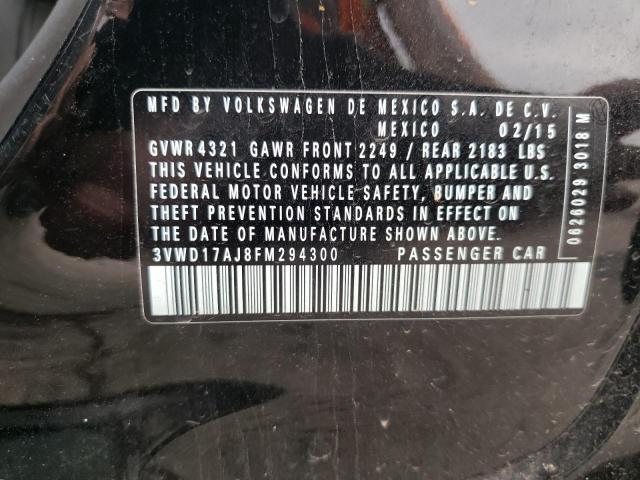 MFD BY VOLKSWAGEN DE MEXICO S.A. DE C.V.
MEXICO 02/15
GVWR 4321 GAWR FRONT 2249 / REAR 2183 LBS
THIS VEHICLE CONFORMS TO ALL APPLICABLE U.S.
FEDERAL MOTOR VEHICLE SAFETY, BUMPER AND
THEFT PREVENTION STANDARDS IN EFFECT ON
THE DATE OF MANUFACTURE SHOWN ABOVE.
3VWD17AJ8FM294300 PASSENGER CAR
0626029 3018 M